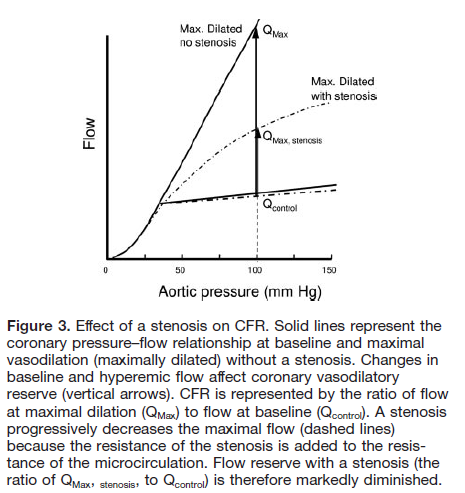 Max. Dilated
no stenosis
QMax
Max. Dilated
with stenosis
Flow
QMax, stenosis
Qcontrol
0 50 100 150
Aortic pressure (mm Hg)
Figure 3. Effect of a stenosis on CFR. Solid lines represent the
coronary pressure–flow relationship at baseline and maximal
vasodilation (maximally dilated) without a stenosis. Changes in
baseline and hyperemic flow affect coronary vasodilatory
reserve (vertical arrows). CFR is represented by the ratio of flow
at maximal dilation (QMax) to flow at baseline (Qcontrol). A stenosis
progressively decreases the maximal flow (dashed lines)
because the resistance of the stenosis is added to the resis-
tance of the microcirculation. Flow reserve with a stenosis (the
ratio of QMax, stenosis, to Qcontrol) is therefore markedly diminished.